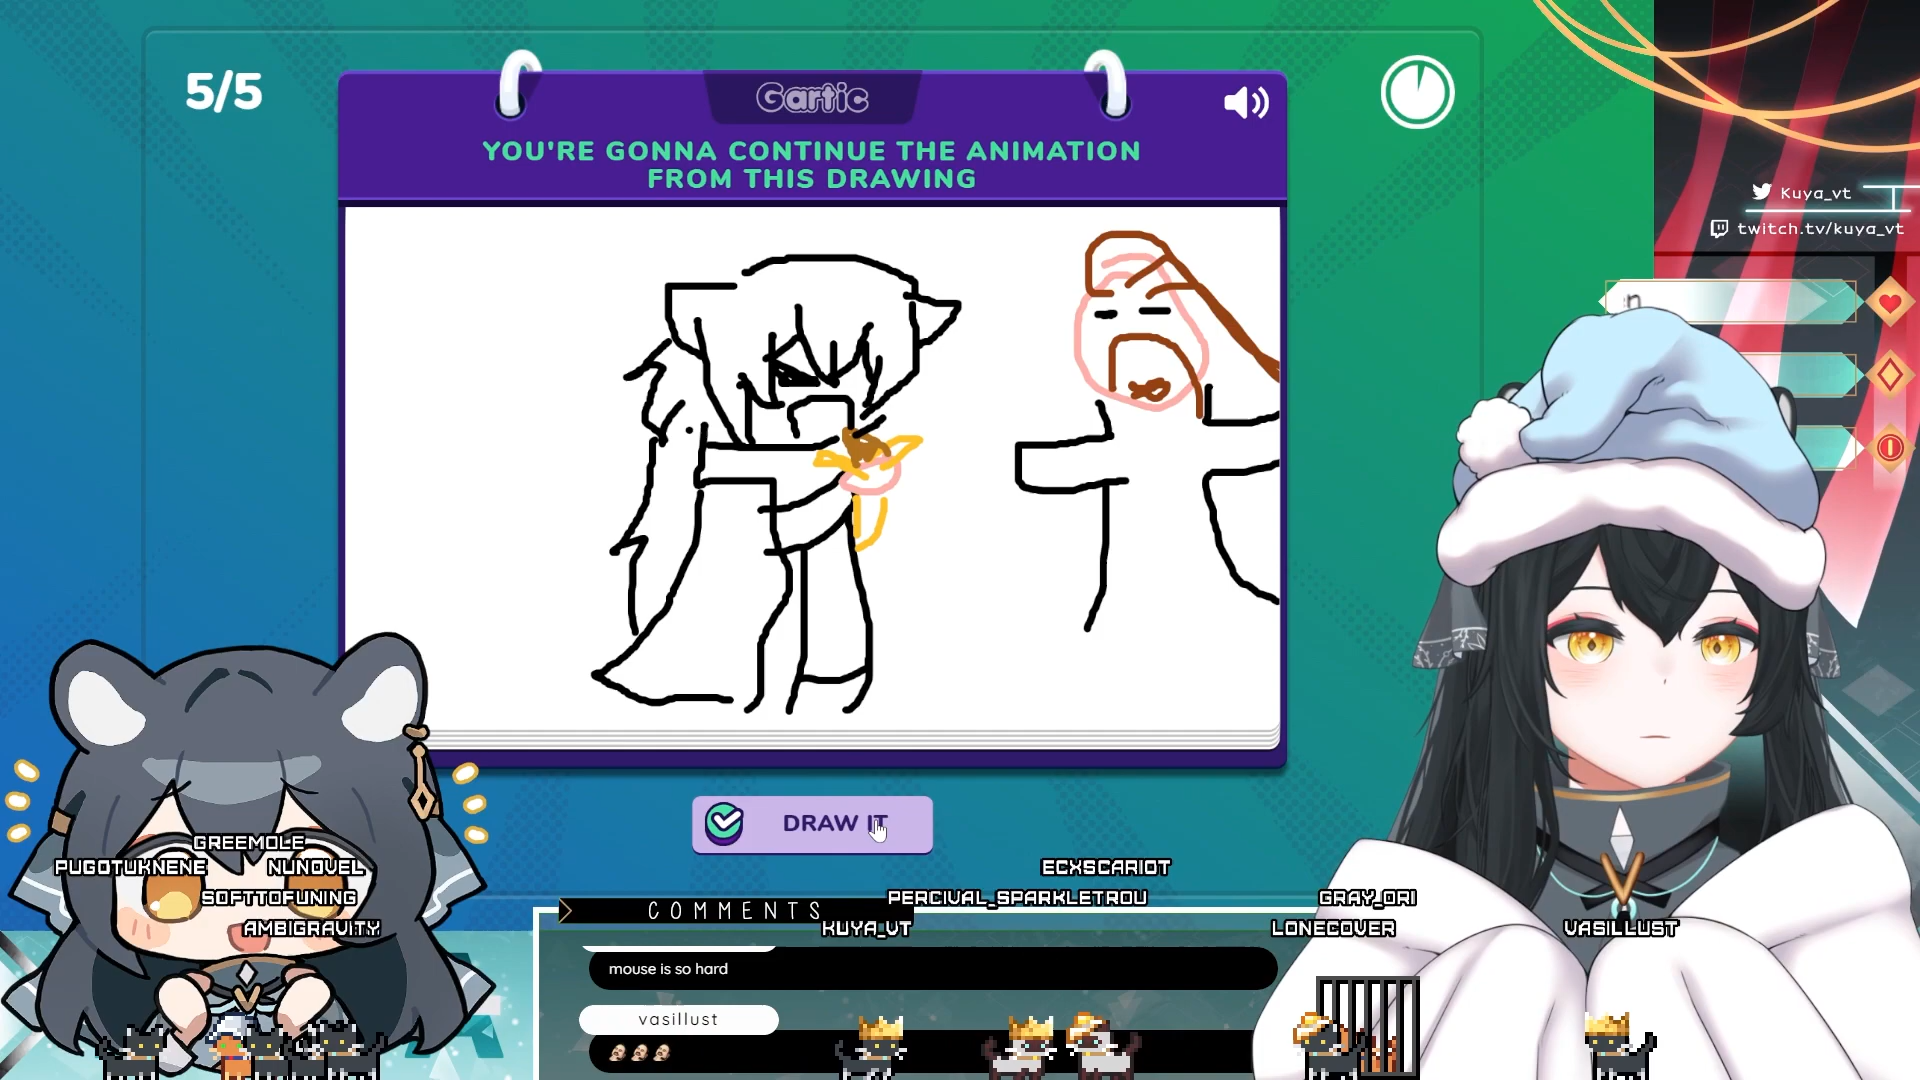 5/5
Gartic
YOU'RE GONNA CONTINUE THE ANIMATION
FROM THIS DRAWING
Kuya_vt
twitch.tv/kuya_vt
n
DRAW IT
GREEMOLE
PUGOTUKNENE
NUNOVEL
SOFTTOFUNING
AMBIGRAVITY
ECXSCARIOT
PERCIVAL_SPARKLETROU
GRAY_ORI
COMMENTS
KUYA_VT
LONECOVER
VASILLUST
mouse is so hard
vasillust